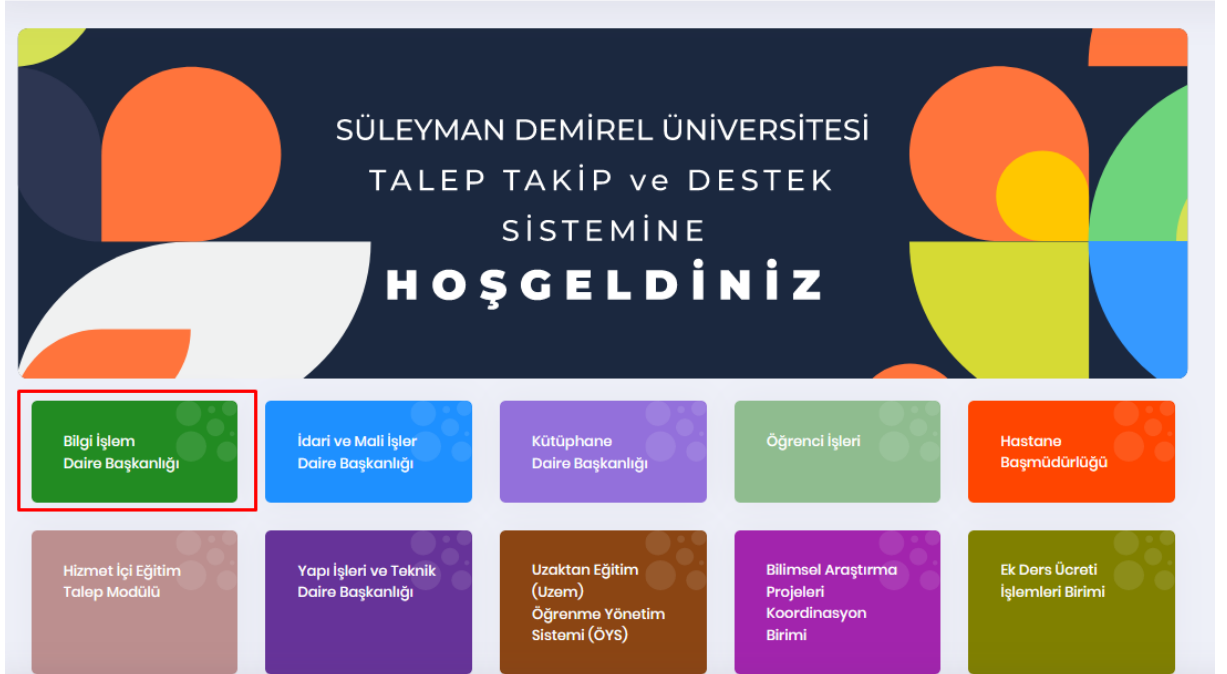 SÜLEYMAN DEMİREL ÜNİVERSİTESİ
TALEP TAKİP ve DESTEK
SİSTEMİNE
HOŞGELDİNİZ
Bilgi İşlem
Daire Başkanlığı
İdari ve Mali İşler
Daire Başkanlığı
Kütüphane
Daire Başkanlığı
Öğrenci İşleri
Hastane
Başmüdürlüğü
Hizmet İçi Eğitim
Talep Modülü
Yapı İşleri ve Teknik
Daire Başkanlığı
Uzaktan Eğitim
(Uzem)
Öğrenme Yönetim
Sistemi (ÖYS)
Bilimsel Araştırma
Projeleri
Koordinasyon
Birimi
Ek Ders Ücreti
İşlemleri Birimi